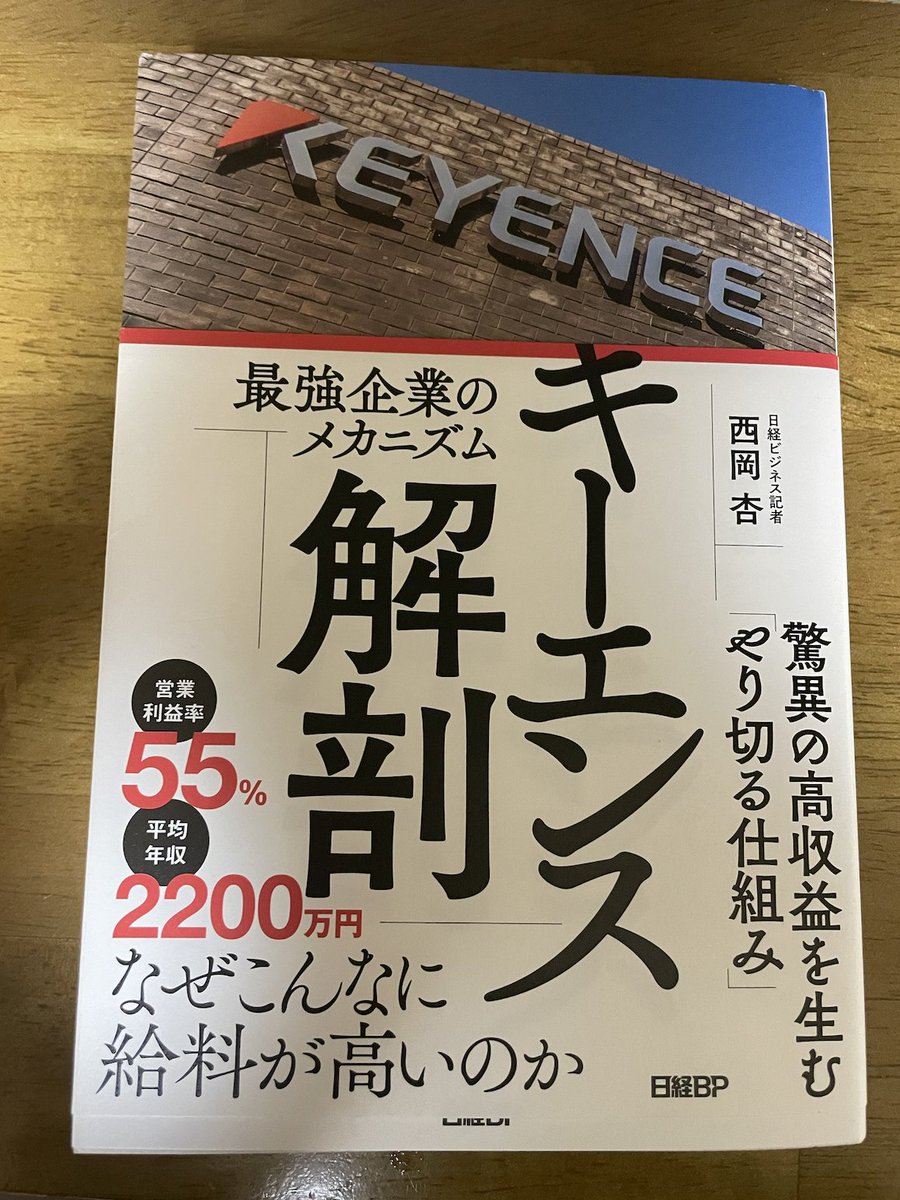 KEYENCE
キーエンス
解剖
最強企業の
メカニズム
日経ビジネス記者
西岡 杏
驚異の高収益を生む
「やり切る仕組み」
営業
利益率
55%
平均
年収
2200万円
なぜこんなに
給料が高いのか
日経BP